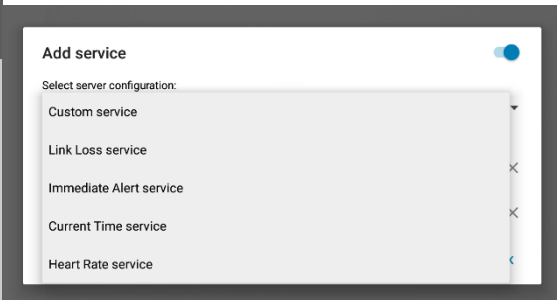 Add service
Select server configuration:
Custom service
Link Loss service
Immediate Alert service
Current Time service
Heart Rate service